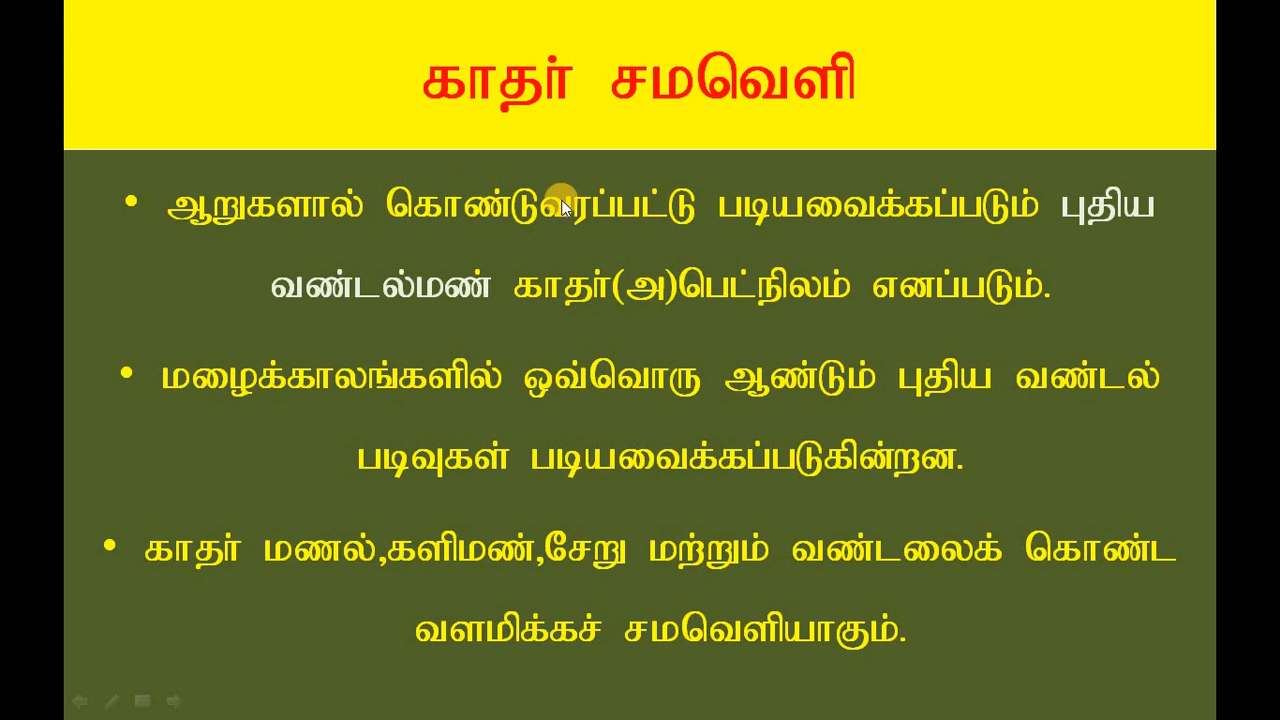 காதர் சமவெளி
• ஆறுகளால் கொண்டுவரப்பட்டு படியவைக்கப்படும் புதிய
வண்டல்மண் காதர்(அ)பெட்நிலம் எனப்படும்.
• மழைக்காலங்களில் ஒவ்வொரு ஆண்டும் புதிய வண்டல்
படிவுகள் படியவைக்கப்படுகின்றன.
• காதர் மணல்,களிமண்,சேறு மற்றும் வண்டலைக் கொண்ட
வளமிக்கச் சமவெளியாகும்.